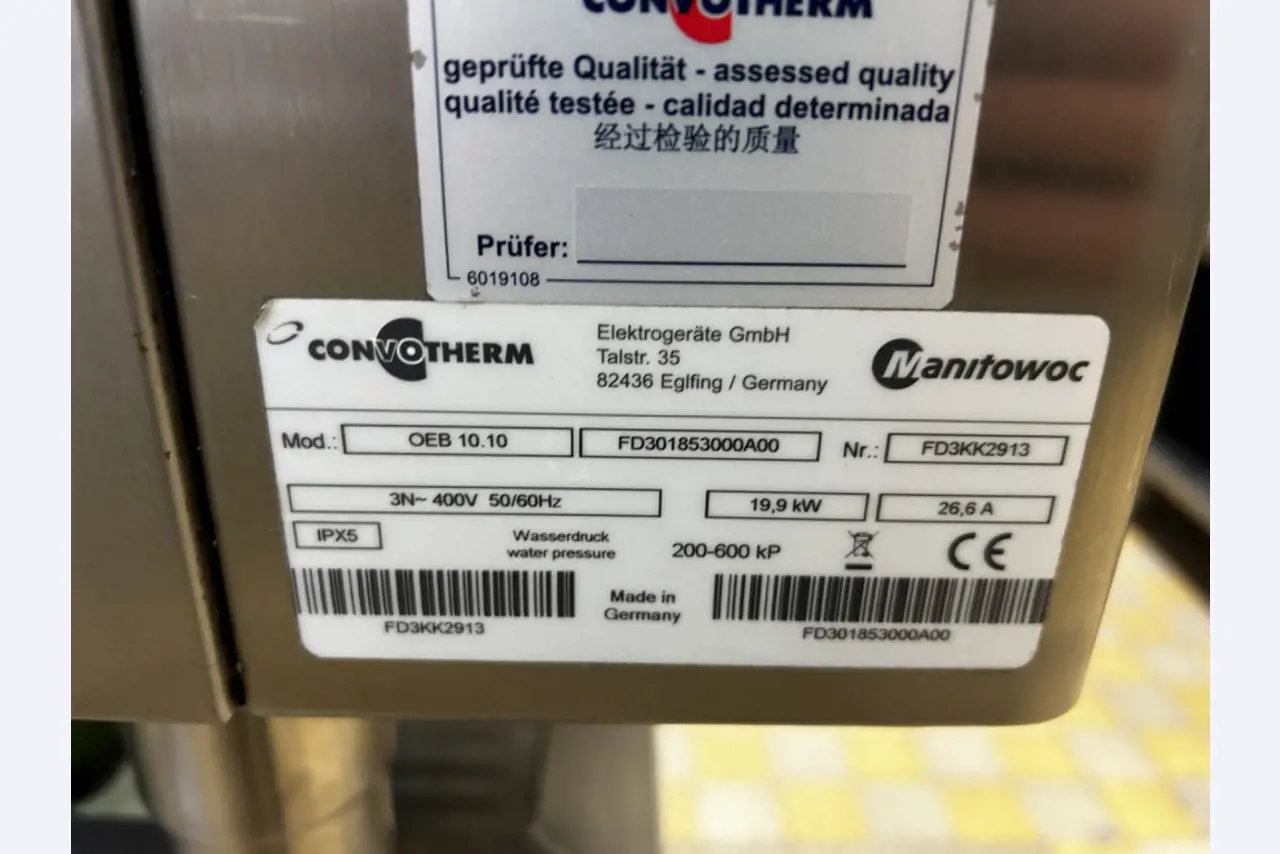 CONVOTHERM
geprüfte Qualität - assessed quality
qualité testée - calidad determinada
经过检验的质量
Prüfer:
6019108
CONVOTHERM
Elektrogeräte GmbH
Talstr. 35
82436 Eglfing / Germany
Manitowoc
Mod.: OEB 10.10 FD301853000A00 Nr.: FD3KK2913
3N~ 400V 50/60Hz 19,9 kW 26,6 A
IPX5
Wasserdruck
water pressure
200-600 kP
CE
Made in
Germany
FD3KK2913
FD301853000A00